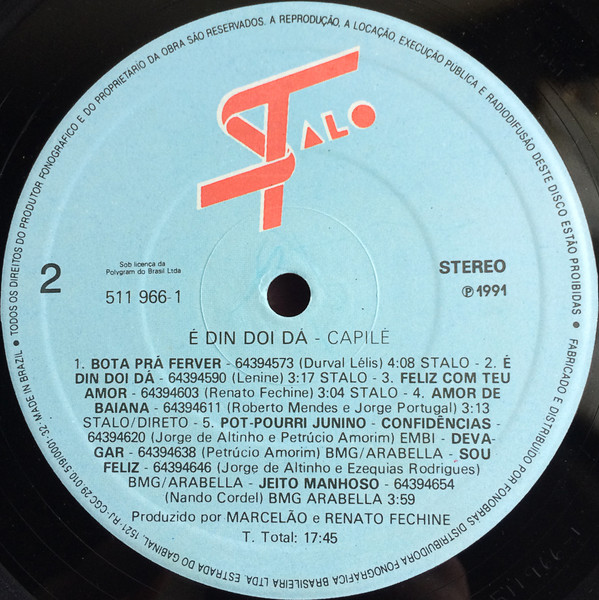 TODOS OS DIREITOS DO PRODUTOR FONOGRÁFICO E DO PROPRIETÁRIO DA OBRA SÃO RESERVADOS. A REPRODUÇÃO, A LOCAÇÃO, EXECUÇÃO PUBLICA E RADIODIFUSÃO DESTE DISCO ESTÃO PROIBIDAS •
STALO
2
Sob licença da
Polygram do Brasil Ltda
511 966-1
STEREO
Ⓟ 1991
É DIN DOI DÁ - CAPILÉ
1. BOTA PRÁ FERVER - 64394573 (Durval Lélis) 4:08 STALO - 2. É
DIN DOI DÁ - 64394590 (Lenine) 3:17 STALO - 3. FELIZ COM TEU
AMOR - 64394603 (Renato Fechine) 3:04 STALO - 4. AMOR DE
BAIANA - 64394611 (Roberto Mendes e Jorge Portugal) 3:13
STALO/DIRETO - 5. POT-POURRI JUNINO - CONFIDÊNCIAS -
64394620 (Jorge de Altinho e Petrúcio Amorim) EMBI - DEVA-
GAR - 64394638 (Petrúcio Amorim) BMG/ARABELLA - SOU
FELIZ - 64394646 (Jorge de Altinho e Ezequias Rodrigues)
BMG/ARABELLA - JEITO MANHOSO - 64394654
(Nando Cordel) BMG ARABELLA 3:59
Produzido por MARCELÃO e RENATO FECHINE
T. Total: 17:45
FABRICADO E DISTRIBUIDO POR FONOBRAS DISTRIBUIDORA FONOGRAFICA BRASILEIRA LTDA ESTRADA DO GABINAL, 1521-RJ-CGC 29 010 519/0001-32-MADE IN BRAZIL •